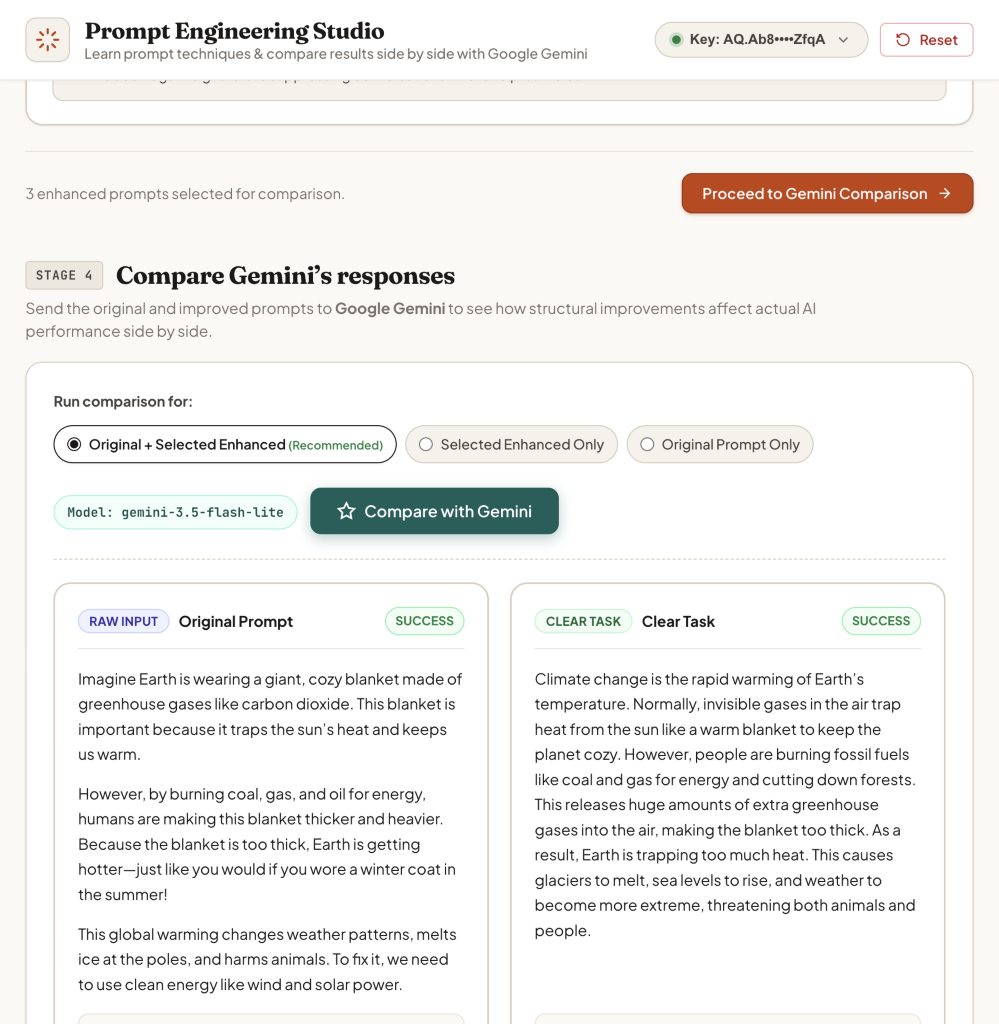 Prompt Engineering Studio
Learn prompt techniques & compare results side by side with Google Gemini
Key: AQ.Ab8••••ZfqA
Reset
3 enhanced prompts selected for comparison.
Proceed to Gemini Comparison →
STAGE 4
Compare Gemini’s responses
Send the original and improved prompts to Google Gemini to see how structural improvements affect actual AI
performance side by side.
Run comparison for:
Original + Selected Enhanced (Recommended)
Selected Enhanced Only
Original Prompt Only
Model: gemini-3.5-flash-lite
Compare with Gemini
RAW INPUT
Original Prompt
SUCCESS
Imagine Earth is wearing a giant, cozy blanket made of
greenhouse gases like carbon dioxide. This blanket is
important because it traps the sun’s heat and keeps
us warm.
However, by burning coal, gas, and oil for energy,
humans are making this blanket thicker and heavier.
Because the blanket is too thick, Earth is getting
hotter—just like you would if you wore a winter coat in
the summer!
This global warming changes weather patterns, melts
ice at the poles, and harms animals. To fix it, we need
to use clean energy like wind and solar power.
CLEAR TASK
Clear Task
SUCCESS
Climate change is the rapid warming of Earth’s
temperature. Normally, invisible gases in the air trap
heat from the sun like a warm blanket to keep the
planet cozy. However, people are burning fossil fuels
like coal and gas for energy and cutting down forests.
This releases huge amounts of extra greenhouse
gases into the air, making the blanket too thick. As a
result, Earth is trapping too much heat. This causes
glaciers to melt, sea levels to rise, and weather to
become more extreme, threatening both animals and
people.